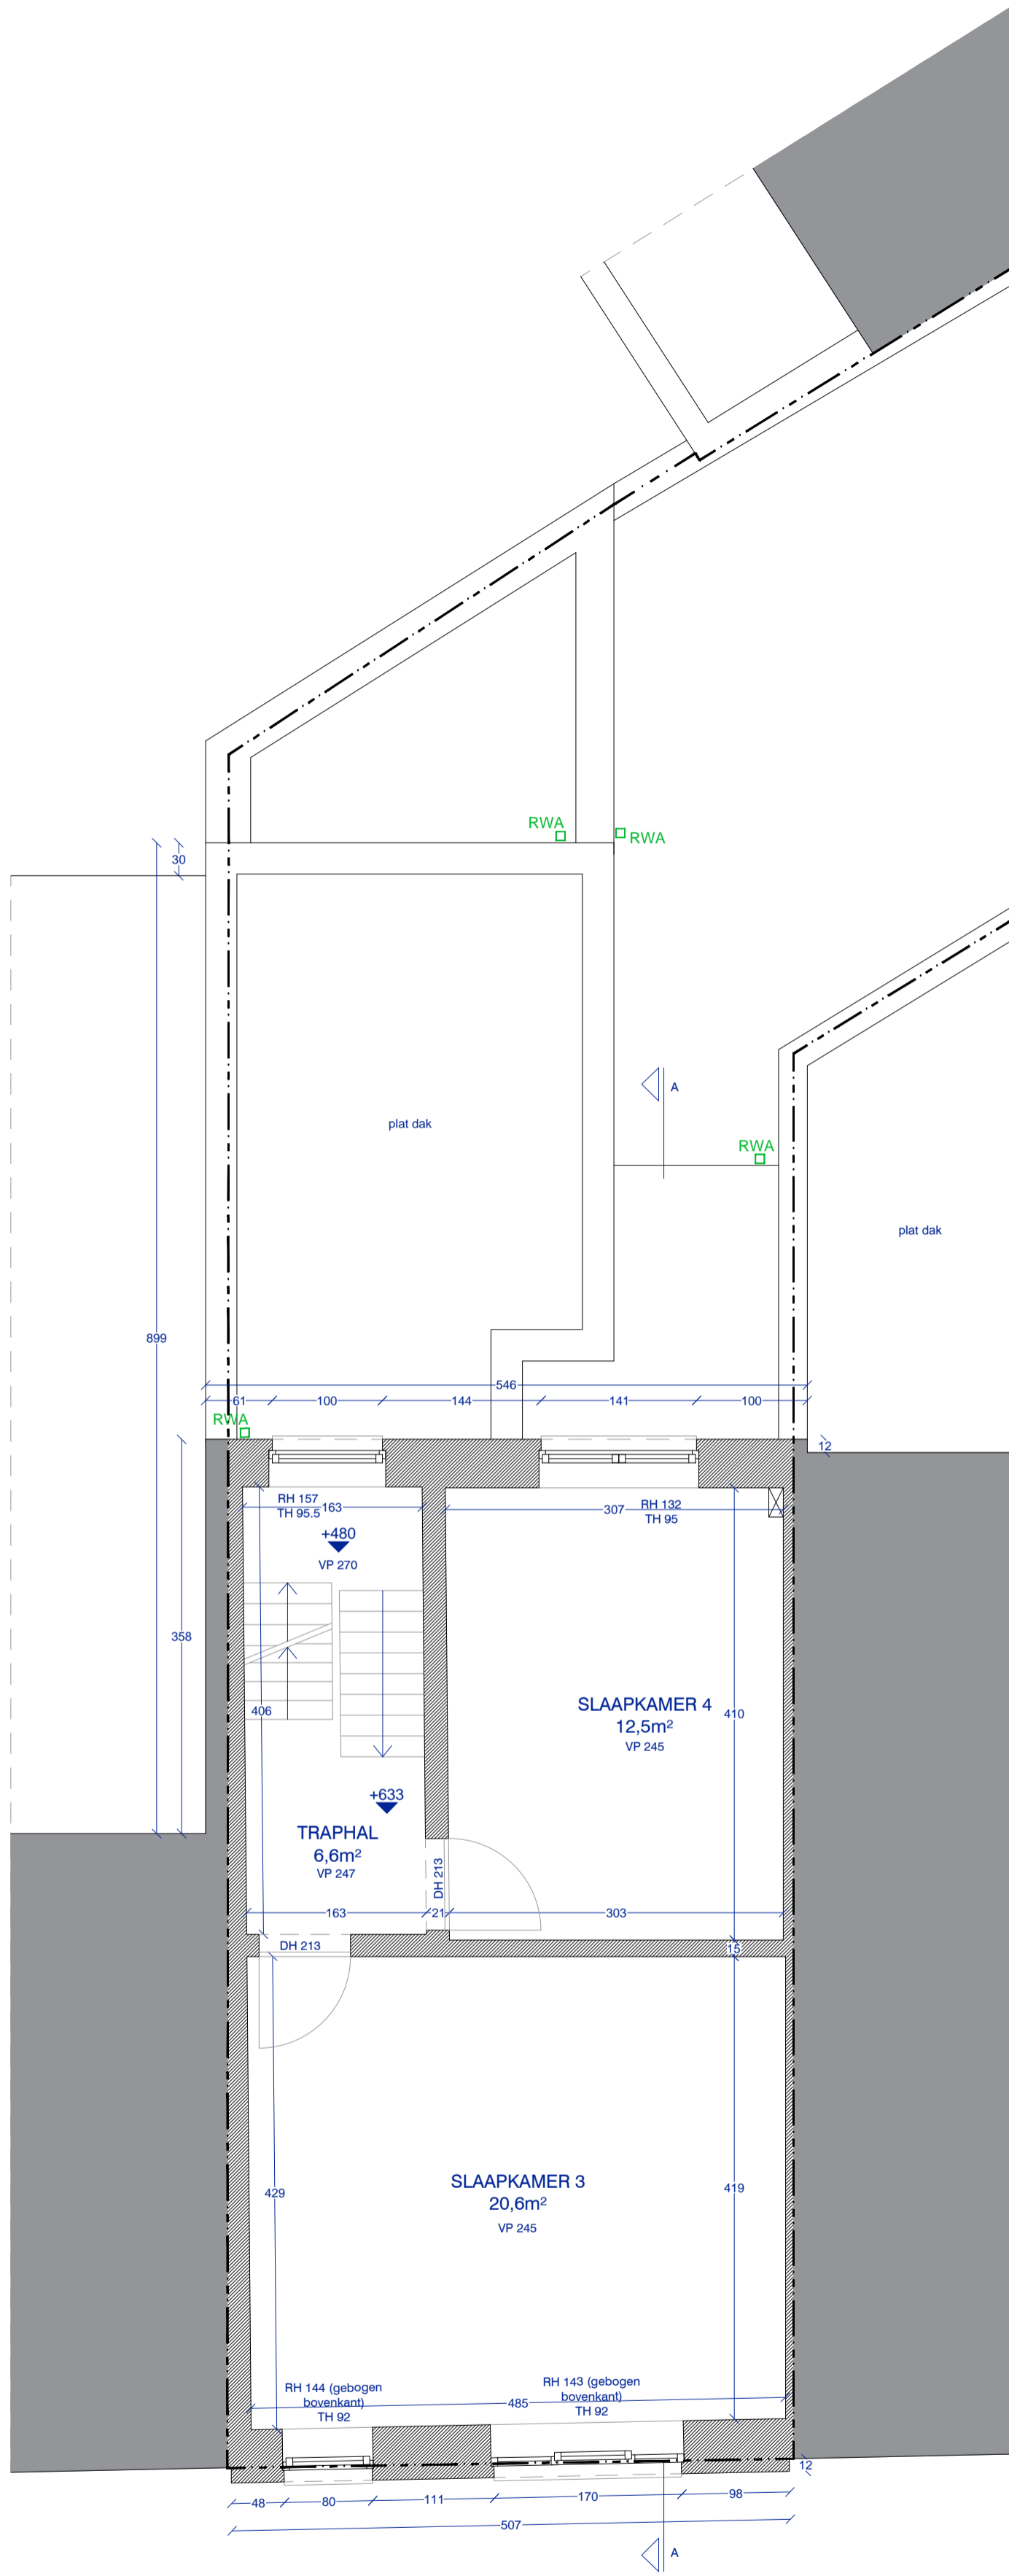 RWA
RWA
30
A
plat dak
RWA
plat dak
899
546
61
100
144
141
100
RWA
12
RH 157
TH 95.5
163
307
RH 132
TH 95
+480
VP 270
358
SLAAPKAMER 4
12,5m²
VP 245
406
410
+633
TRAPHAL
6,6m²
VP 247
DH 213
163
21
303
DH 213
15
SLAAPKAMER 3
20,6m²
VP 245
429
419
RH 144 (gebogen
bovenkant)
TH 92
RH 143 (gebogen
bovenkant)
TH 92
485
12
48
80
111
170
98
507
A